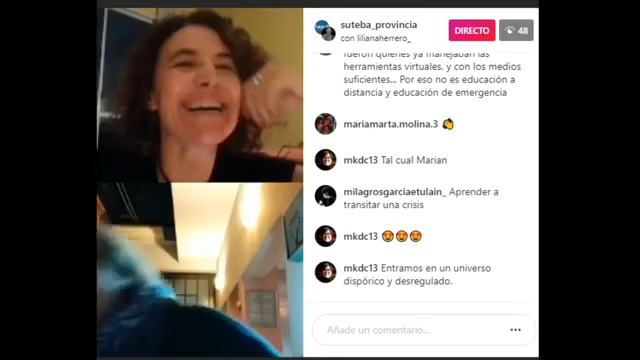 suteba_provincia
con lilianaherrero_
DIRECTO
48
fueron quienes ya manejaban las
herramientas virtuales, y con los medios
suficientes... Por eso no es educación a
distancia y educación de emergencia
mariamarta.molina.3
mkdc13 Tal cual Marian
milagrosgarciaetulain_ Aprender a
transitar una crisis
mkdc13 😍😍😍
mkdc13 Entramos en un universo
dispórico y desregulado.
Añade un comentario...